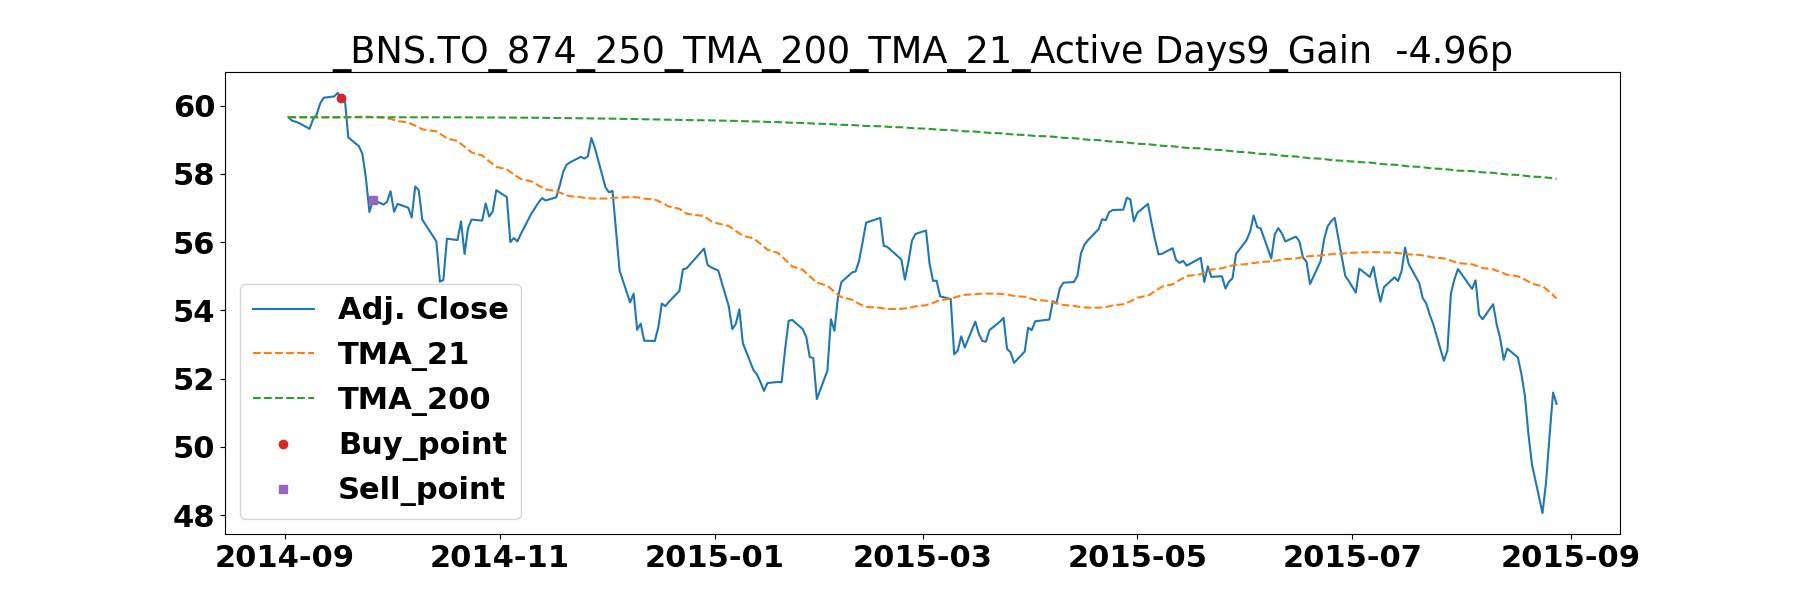 _BNS.TO_874_250_TMA_200_TMA_21_Active Days9_Gain  -4.96p
60
58
56
54
52
50
48
Adj. Close
TMA_21
TMA_200
Buy_point
Sell_point
2014-09 2014-11 2015-01 2015-03 2015-05 2015-07 2015-09